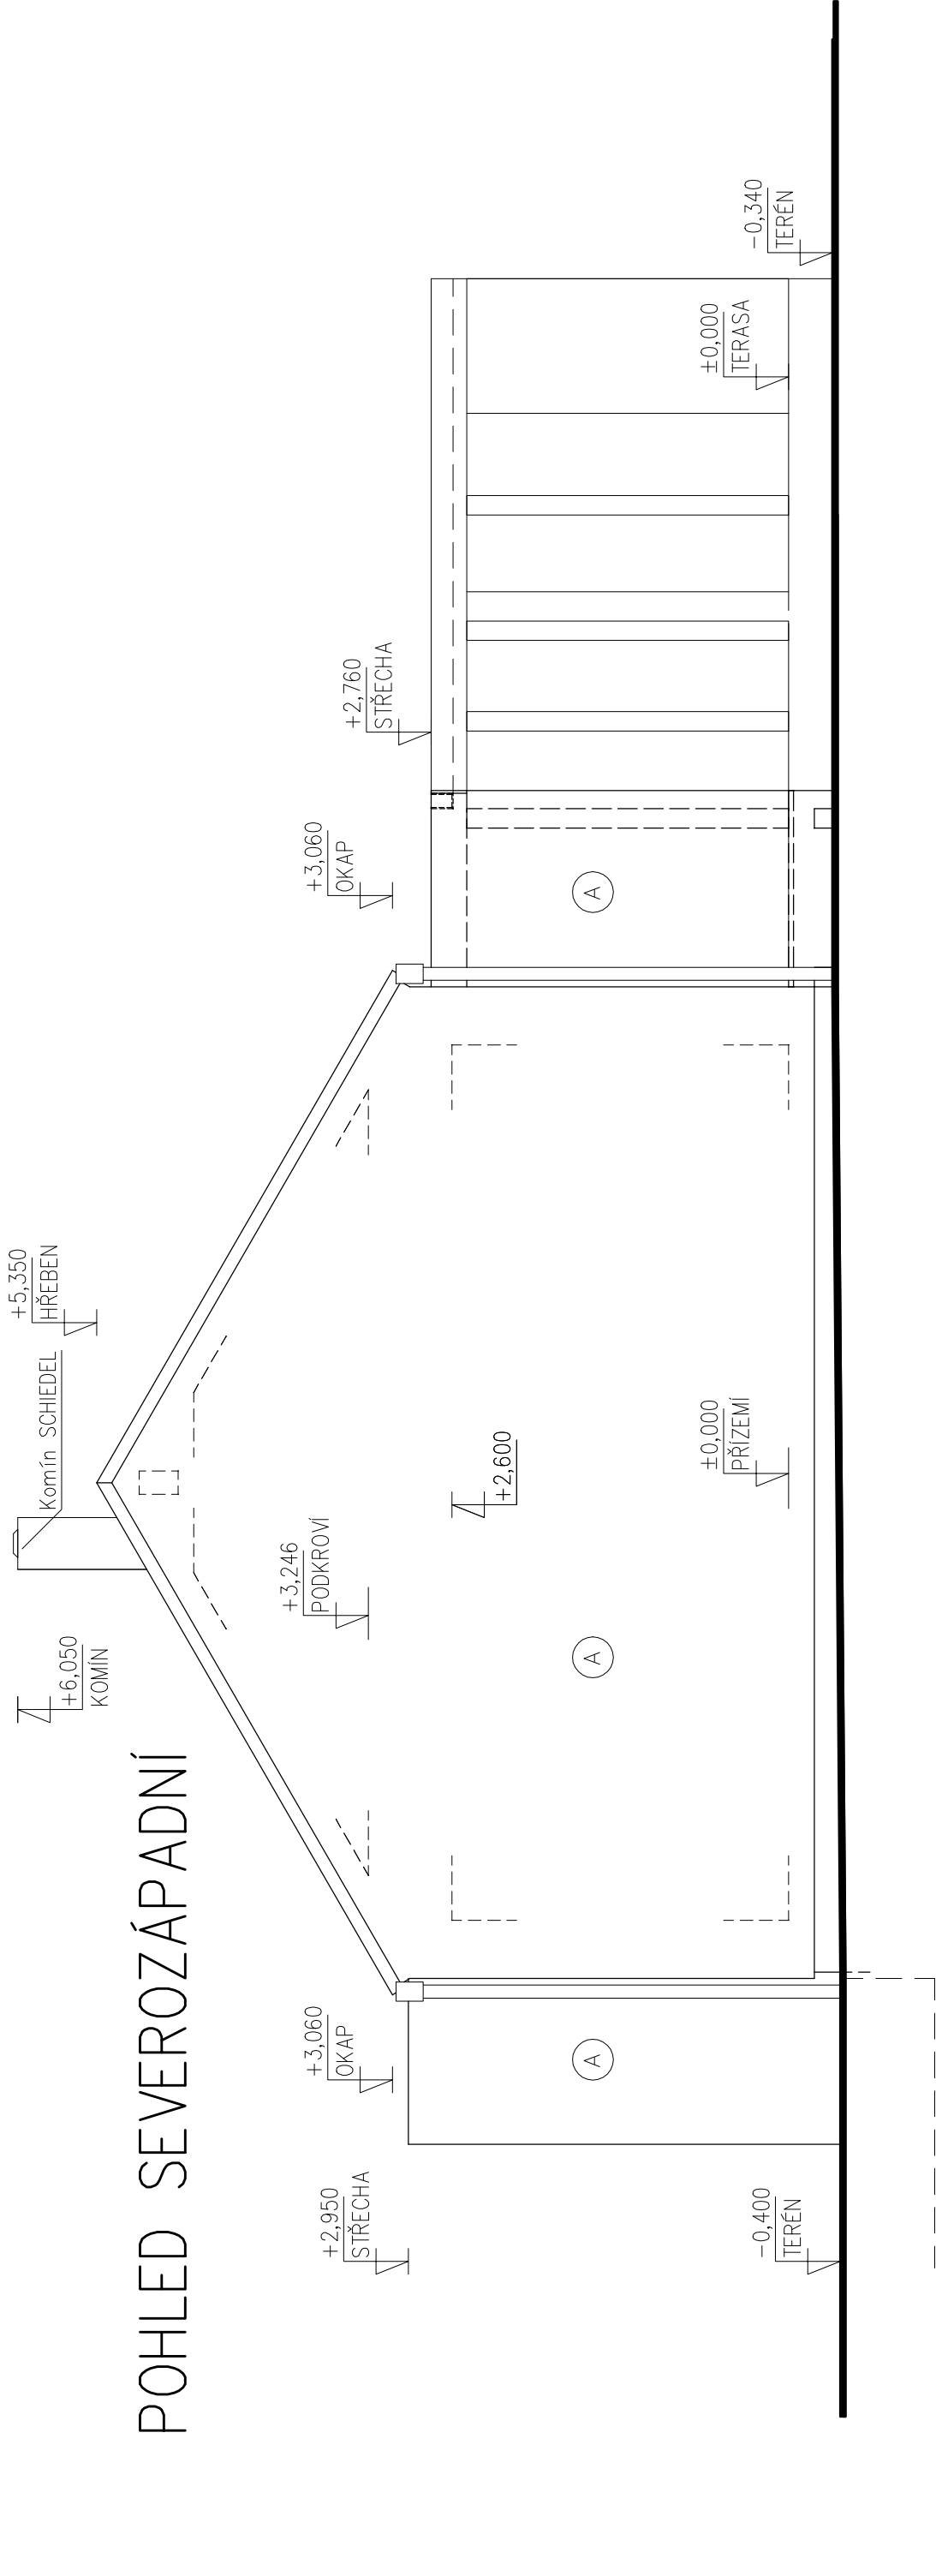 POHLED SEVEROZÁPADNÍ
+6,050
KOMÍN
Komín SCHIEDEL
+5,350
HŘEBEN
+2,950
STŘECHA
+3,060
OKAP
+3,246
PODKROVÍ
+3,060
OKAP
+2,760
STŘECHA
+2,600
A
A
A
-0,400
TERÉN
±0,000
PŘÍZEMÍ
±0,000
TERASA
-0,340
TERÉN